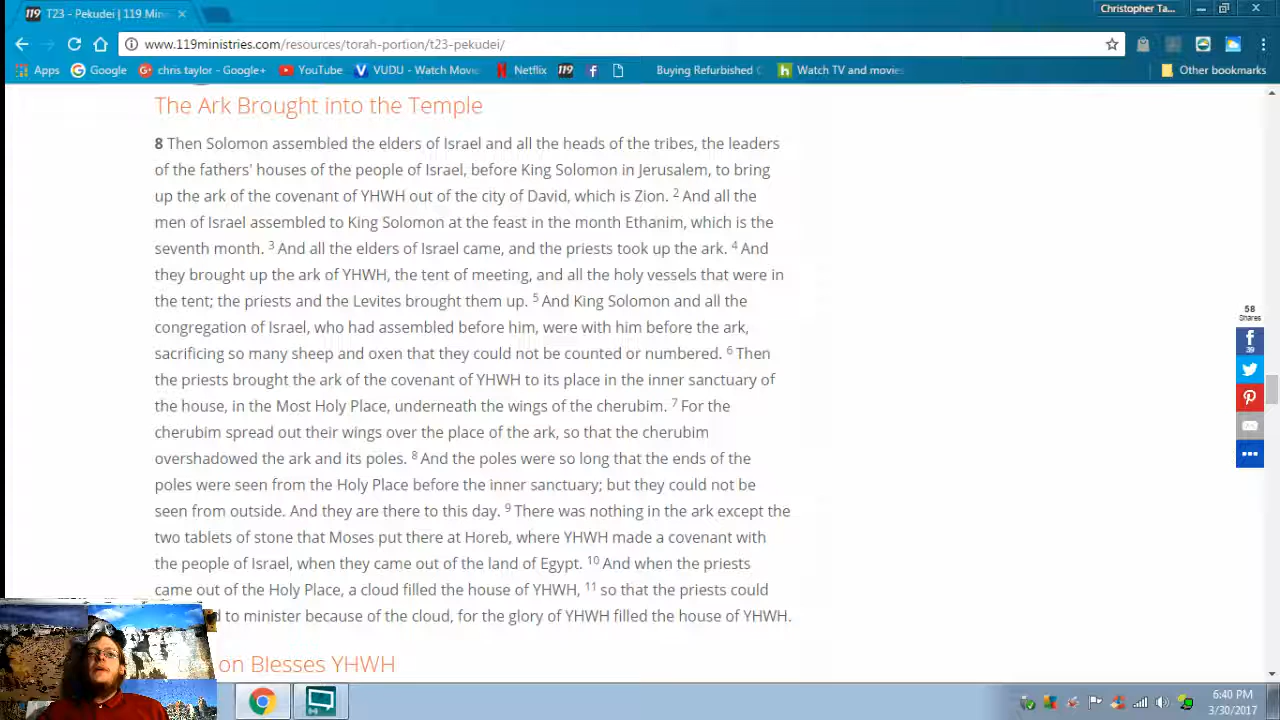 T23 - Pekudei | 119 Min
Christopher Ta...
www.119ministries.com/resources/torah-portion/t23-pekudei/
Apps Google chris taylor - Google+ YouTube VUDU - Watch Movi Netflix 119 Buying Refurbished Watch TV and movies Other bookmarks
The Ark Brought into the Temple
8 Then Solomon assembled the elders of Israel and all the heads of the tribes, the leaders
of the fathers' houses of the people of Israel, before King Solomon in Jerusalem, to bring
up the ark of the covenant of YHWH out of the city of David, which is Zion. 2 And all the
men of Israel assembled to King Solomon at the feast in the month Ethanim, which is the
seventh month. 3 And all the elders of Israel came, and the priests took up the ark. 4 And
they brought up the ark of YHWH, the tent of meeting, and all the holy vessels that were in
the tent; the priests and the Levites brought them up. 5 And King Solomon and all the
congregation of Israel, who had assembled before him, were with him before the ark,
sacrificing so many sheep and oxen that they could not be counted or numbered. 6 Then
the priests brought the ark of the covenant of YHWH to its place in the inner sanctuary of
the house, in the Most Holy Place, underneath the wings of the cherubim. 7 For the
cherubim spread out their wings over the place of the ark, so that the cherubim
overshadowed the ark and its poles. 8 And the poles were so long that the ends of the
poles were seen from the Holy Place before the inner sanctuary; but they could not be
seen from outside. And they are there to this day. 9 There was nothing in the ark except the
two tablets of stone that Moses put there at Horeb, where YHWH made a covenant with
the people of Israel, when they came out of the land of Egypt. 10 And when the priests
came out of the Holy Place, a cloud filled the house of YHWH, 11 so that the priests could
to minister because of the cloud, for the glory of YHWH filled the house of YHWH.
on Blesses YHWH
58
Shares
39
6:40 PM
3/30/2017